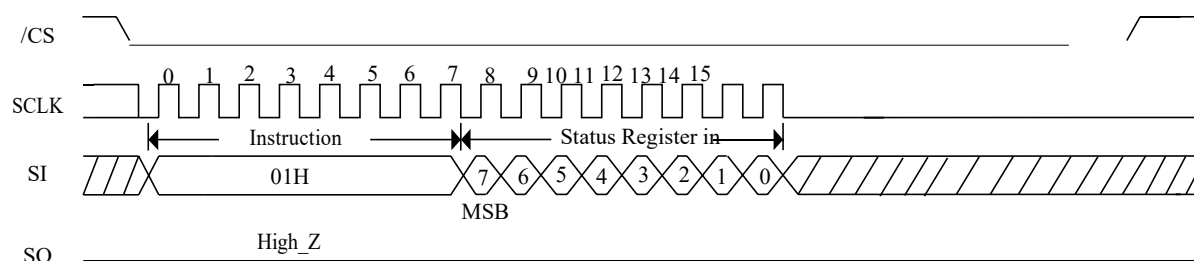 /CS
0 1 2 3 4 5 6 7 8 9 10 11 12 13 14 15
SCLK
Instruction Status Register in
SI 01H 7 6 5 4 3 2 1 0
MSB
High_Z
SO